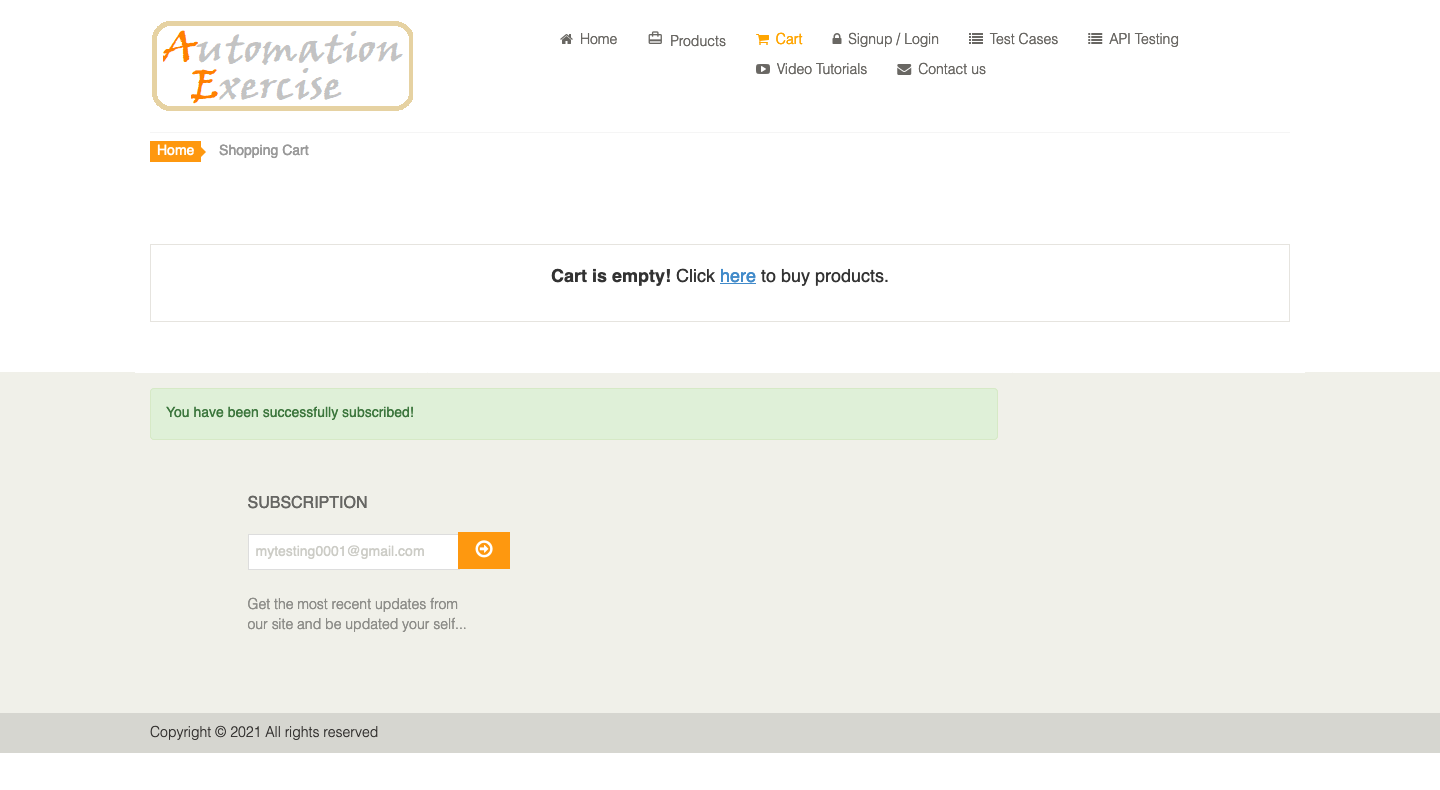 Automation
Exercise
Home
Products
Cart
Signup / Login
Test Cases
API Testing
Video Tutorials
Contact us
Home
Shopping Cart
Cart is empty! Click here to buy products.
You have been successfully subscribed!
SUBSCRIPTION
mytesting0001@gmail.com
Get the most recent updates from
our site and be updated your self...
Copyright © 2021 All rights reserved